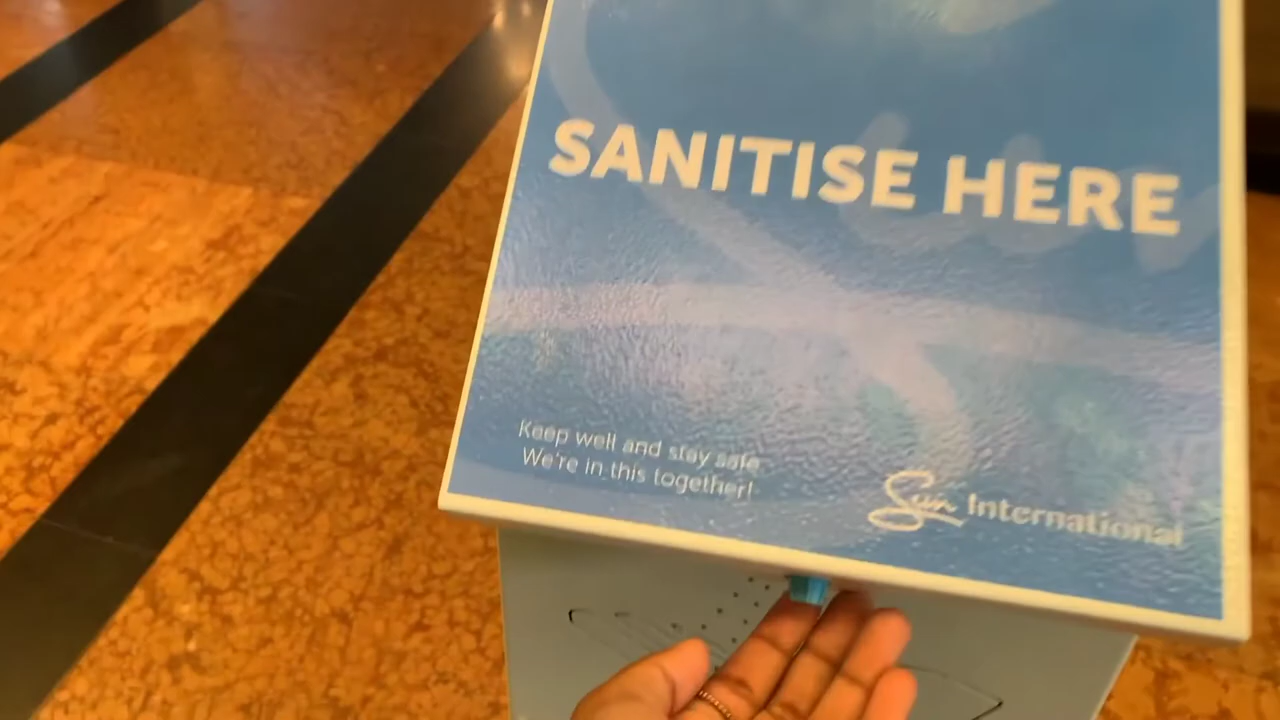 SANITISE HERE
Keep well and stay safe
We're in this together!
Sun International